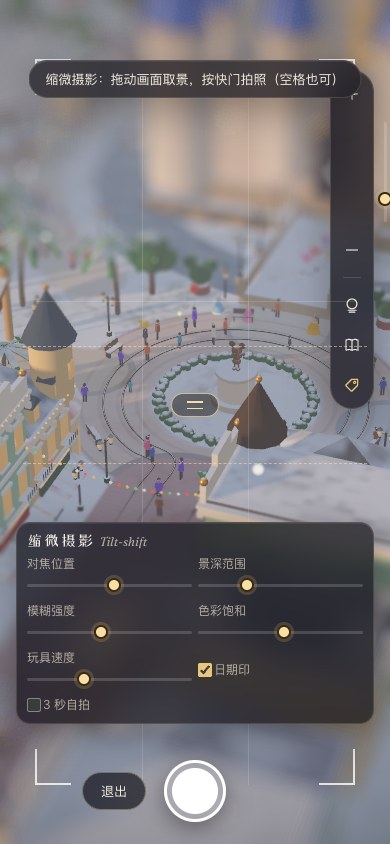 缩微摄影：拖动画面取景，按快门拍照（空格也可）
缩微摄影 Tilt-shift
对焦位置
景深范围
模糊强度
色彩饱和
玩具速度
日期印
3 秒自拍
退出